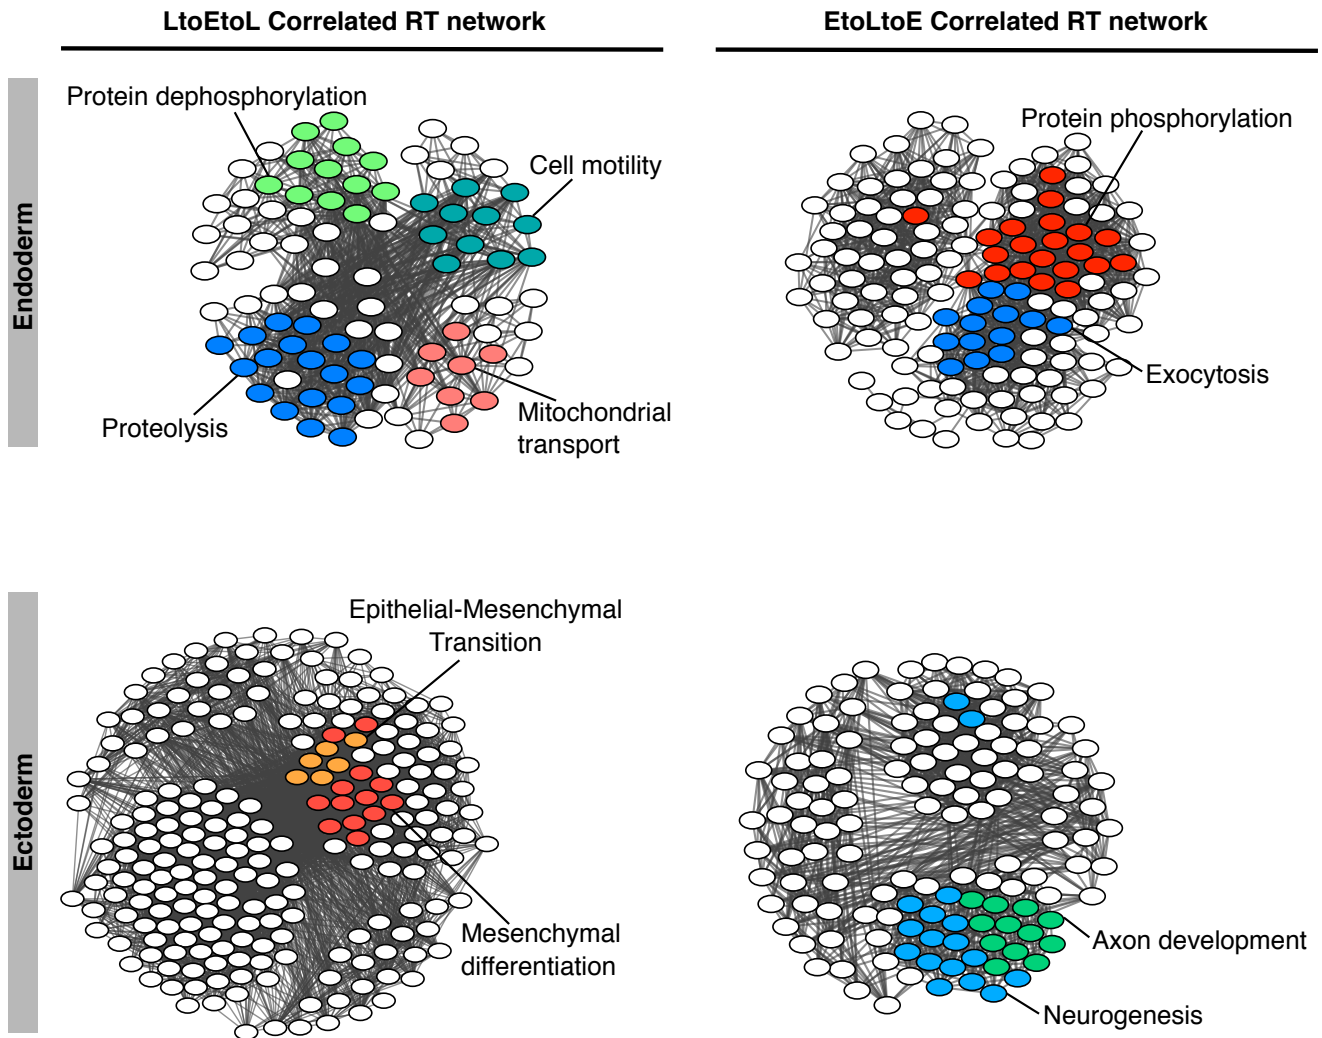 LtoEtoL Correlated RT network
EtoLtoE Correlated RT network
Endoderm
Protein dephosphorylation
Cell motility
Proteolysis
Mitochondrial
transport
Protein phosphorylation
Exocytosis
Ectoderm
Epithelial-Mesenchymal
Transition
Mesenchymal
differentiation
Axon development
Neurogenesis